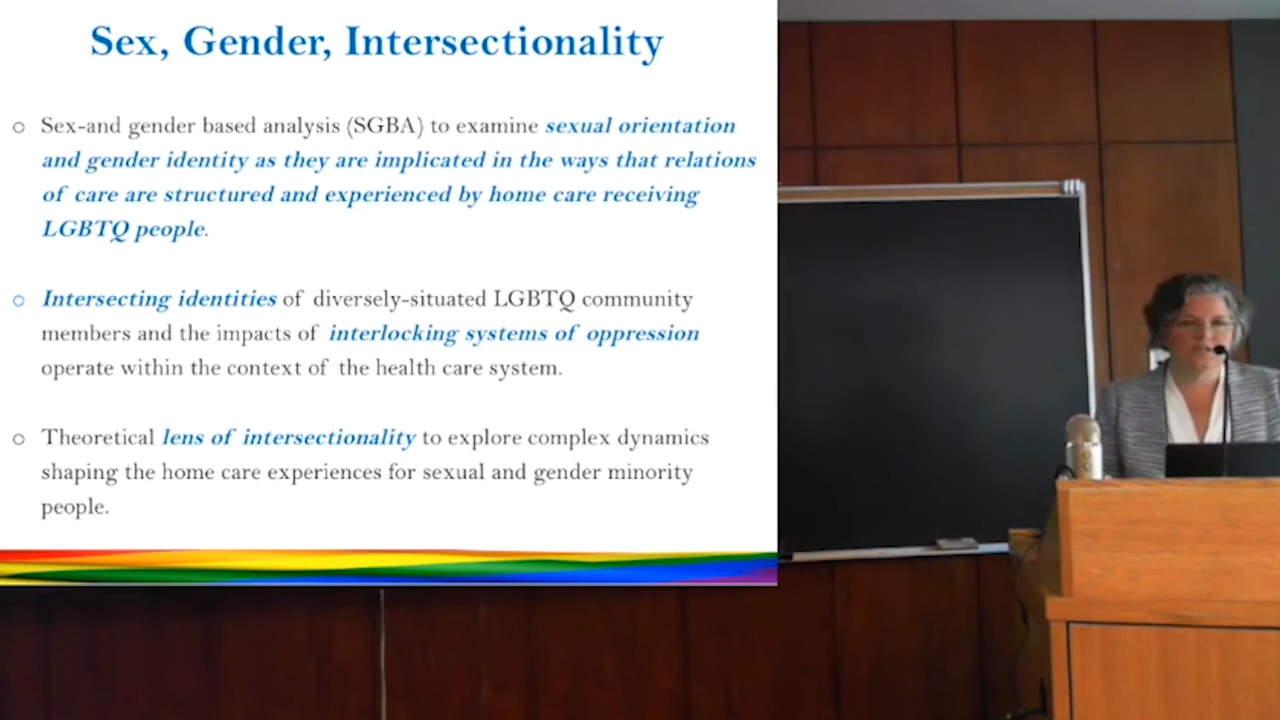 Sex, Gender, Intersectionality
○ Sex-and gender based analysis (SGBA) to examine sexual orientation
and gender identity as they are implicated in the ways that relations
of care are structured and experienced by home care receiving
LGBTQ people.
○ Intersecting identities of diversely-situated LGBTQ community
members and the impacts of interlocking systems of oppression
operate within the context of the health care system.
○ Theoretical lens of intersectionality to explore complex dynamics
shaping the home care experiences for sexual and gender minority
people.